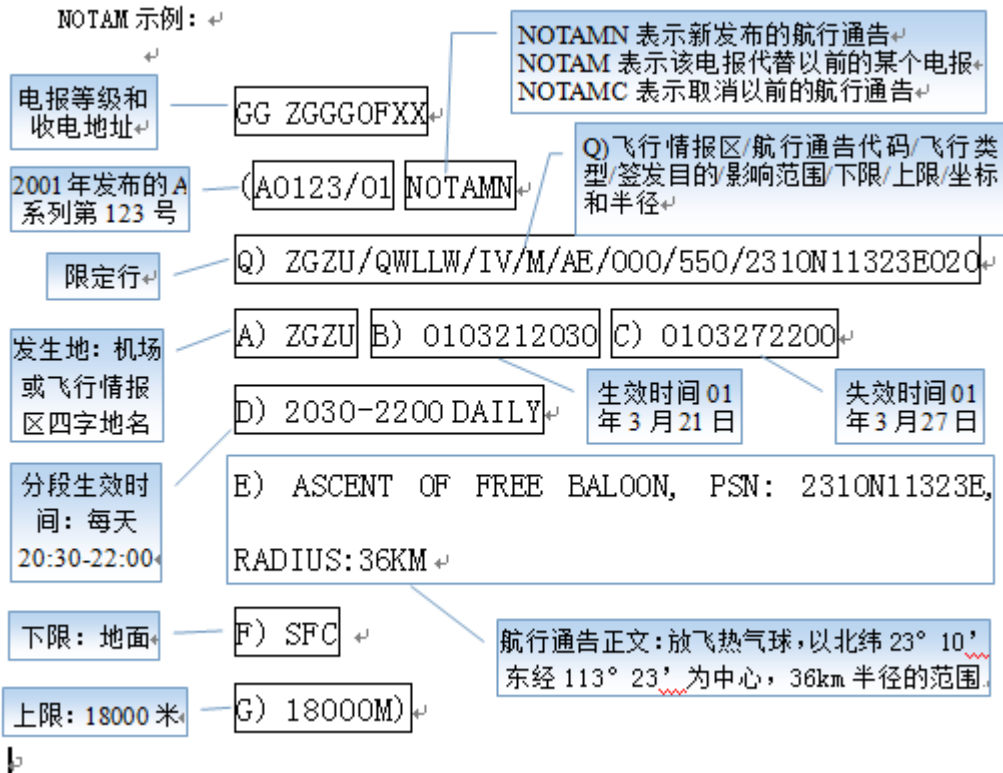 NOTAM 示例：
NOTAMN 表示新发布的航行通告
NOTAM 表示该电报代替以前的某个电报
NOTAMC 表示取消以前的航行通告
电报等级和
收电地址
GG ZGGGOFXX
Q)飞行情报区/航行通告代码/飞行类
型/签发目的/影响范围/下限/上限/坐标
和半径
2001 年发布的 A
系列第 123 号
(A0123/01 NOTAMN
限定行
Q) ZGZU/QWLLW/IV/M/AE/000/550/2310N11323E020
发生地：机场
或飞行情报
区四字地名
A) ZGZU B) 0103212030 C) 0103272200
生效时间 01
年 3 月 21 日
失效时间 01
年 3 月 27 日
D) 2030-2200 DAILY
分段生效时
间：每天
20:30-22:00
E) ASCENT OF FREE BALOON, PSN: 2310N11323E,
RADIUS:36KM
下限：地面
F) SFC
航行通告正文：放飞热气球，以北纬 23° 10’
东经 113° 23’为中心，36km 半径的范围
上限：18000 米
G) 18000M)